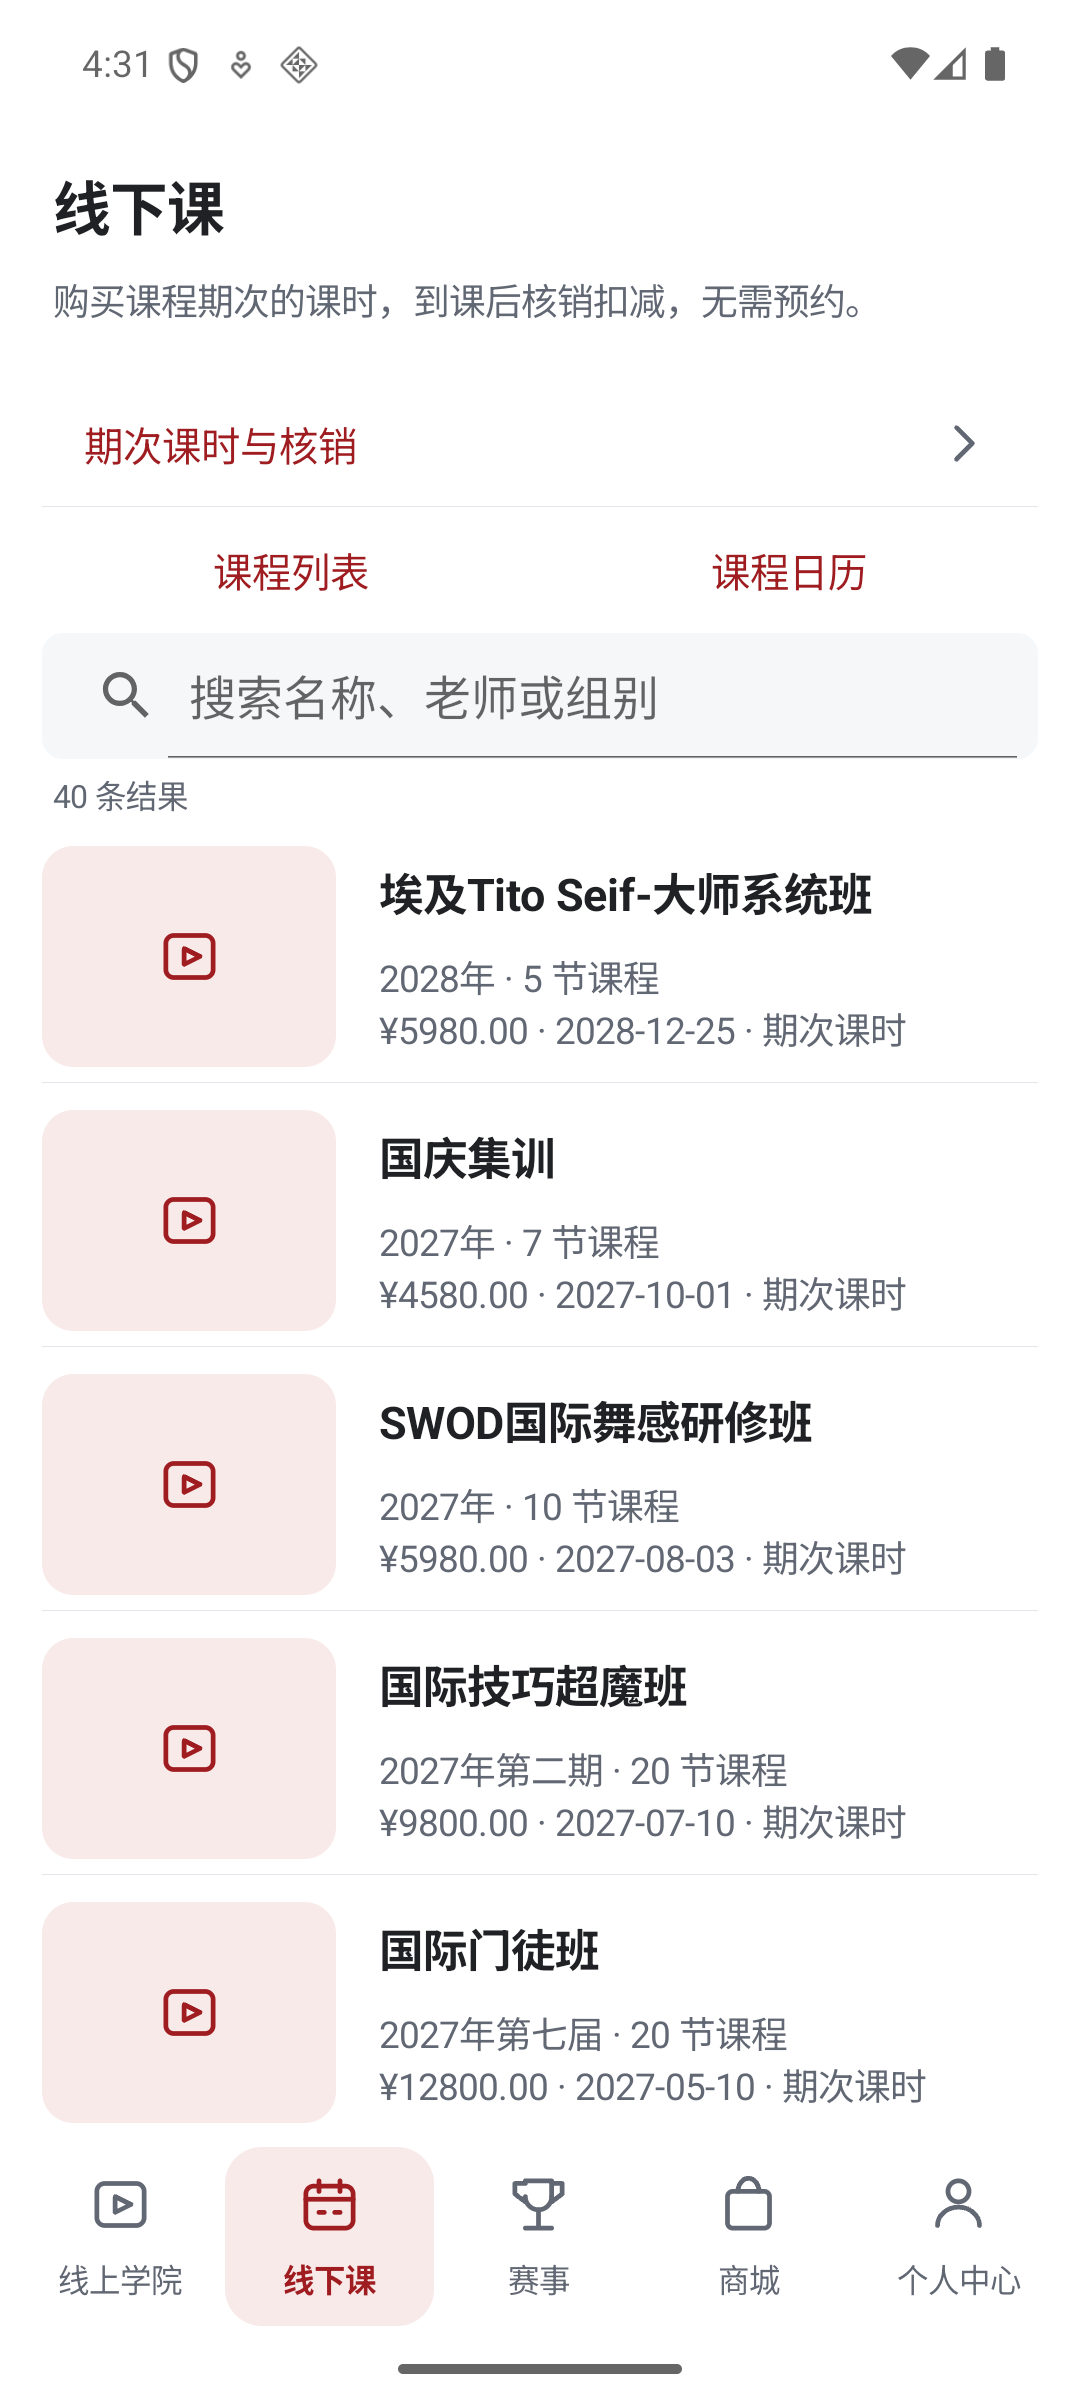 4:31
线下课
购买课程期次的课时，到课后核销扣减，无需预约。
期次课时与核销
课程列表
课程日历
搜索名称、老师或组别
40 条结果
埃及Tito Seif-大师系统班
2028年 · 5 节课程
¥5980.00 · 2028-12-25 · 期次课时
国庆集训
2027年 · 7 节课程
¥4580.00 · 2027-10-01 · 期次课时
SWOD国际舞感研修班
2027年 · 10 节课程
¥5980.00 · 2027-08-03 · 期次课时
国际技巧超魔班
2027年第二期 · 20 节课程
¥9800.00 · 2027-07-10 · 期次课时
国际门徒班
2027年第七届 · 20 节课程
¥12800.00 · 2027-05-10 · 期次课时
线上学院
线下课
赛事
商城
个人中心